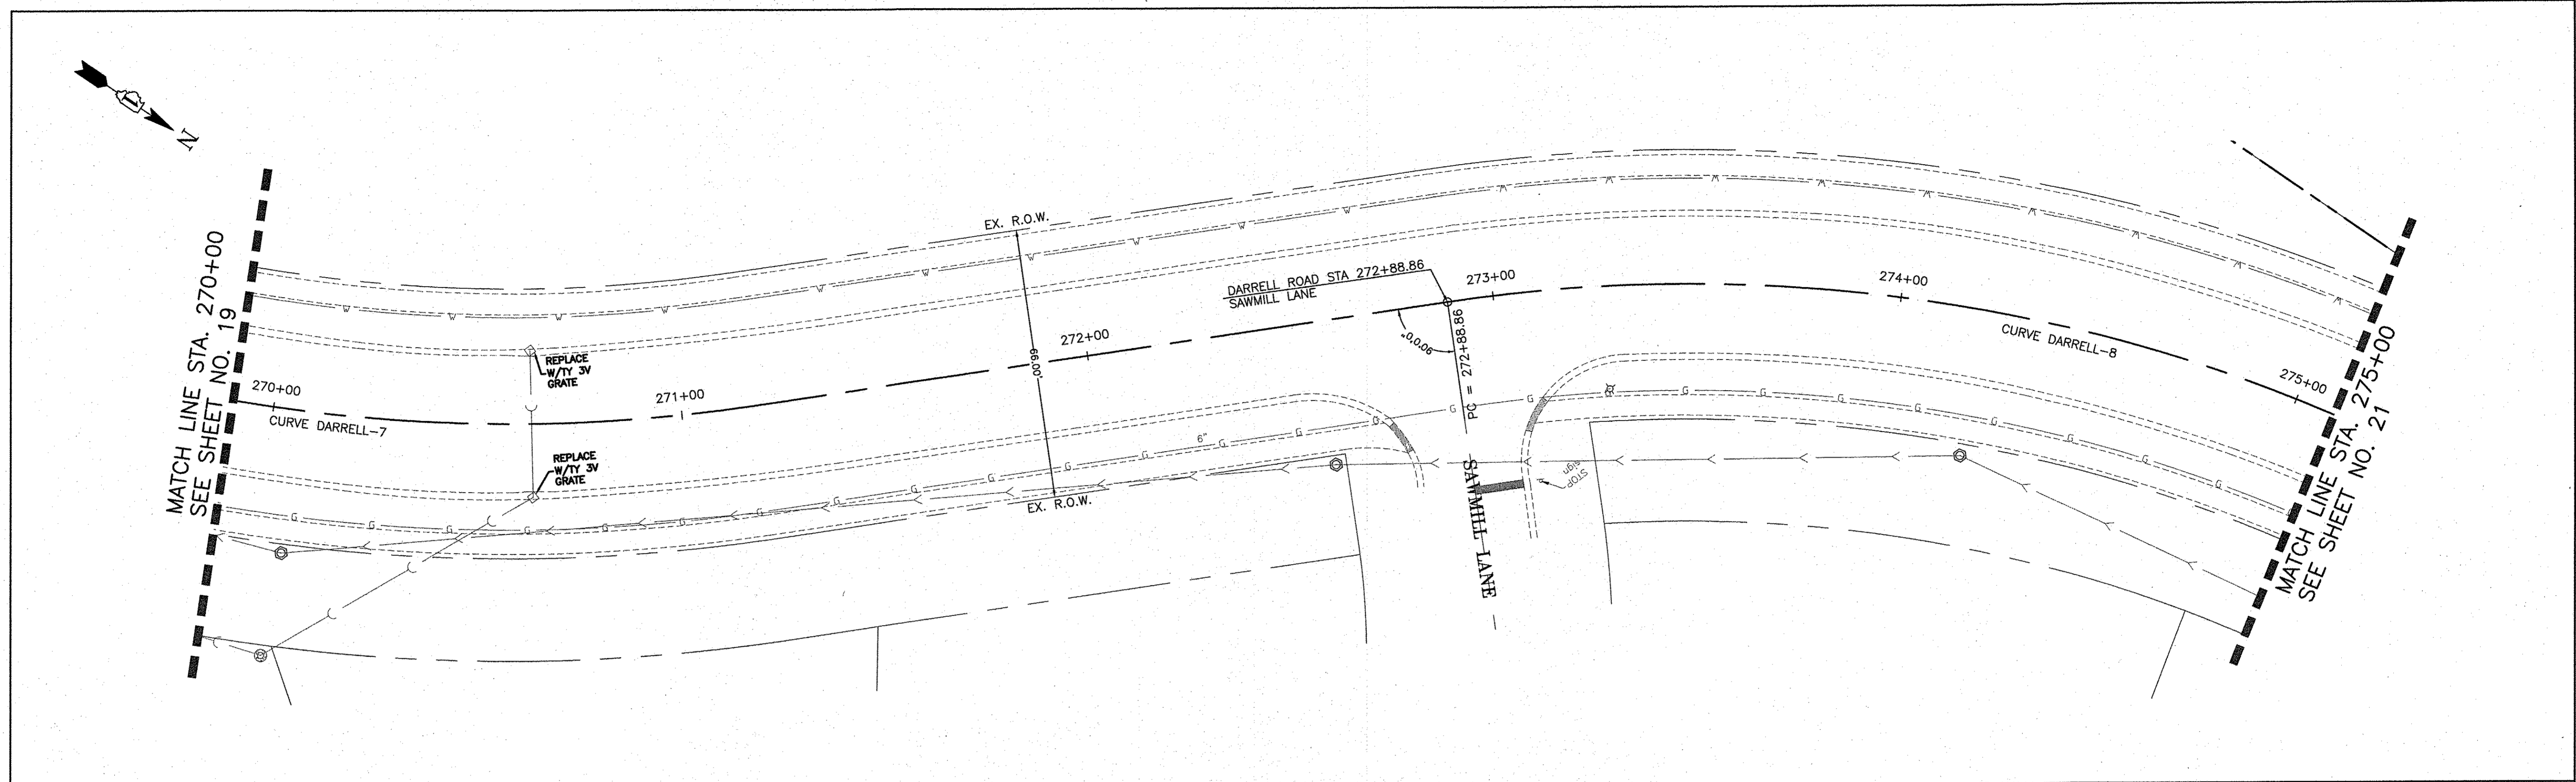 N
MATCH LINE STA. 270+00
SEE SHEET NO. 19
270+00
CURVE DARRELL-7
REPLACE
W/TY 3V
GRATE
REPLACE
W/TY 3V
GRATE
271+00
EX. R.O.W.
66.00'
EX. R.O.W.
272+00
6"
DARRELL ROAD STA 272+88.86
SAWMILL LANE
90°0'0"
PC = 272+88.86
273+00
SAWMILL LANE
STOP
sign
274+00
CURVE DARRELL-8
275+00
MATCH LINE STA. 275+00
SEE SHEET NO. 21
W W W W W W W W W W W W W W W W W W W
G G G G G G G G G G G G G G G G G G G G G G G G